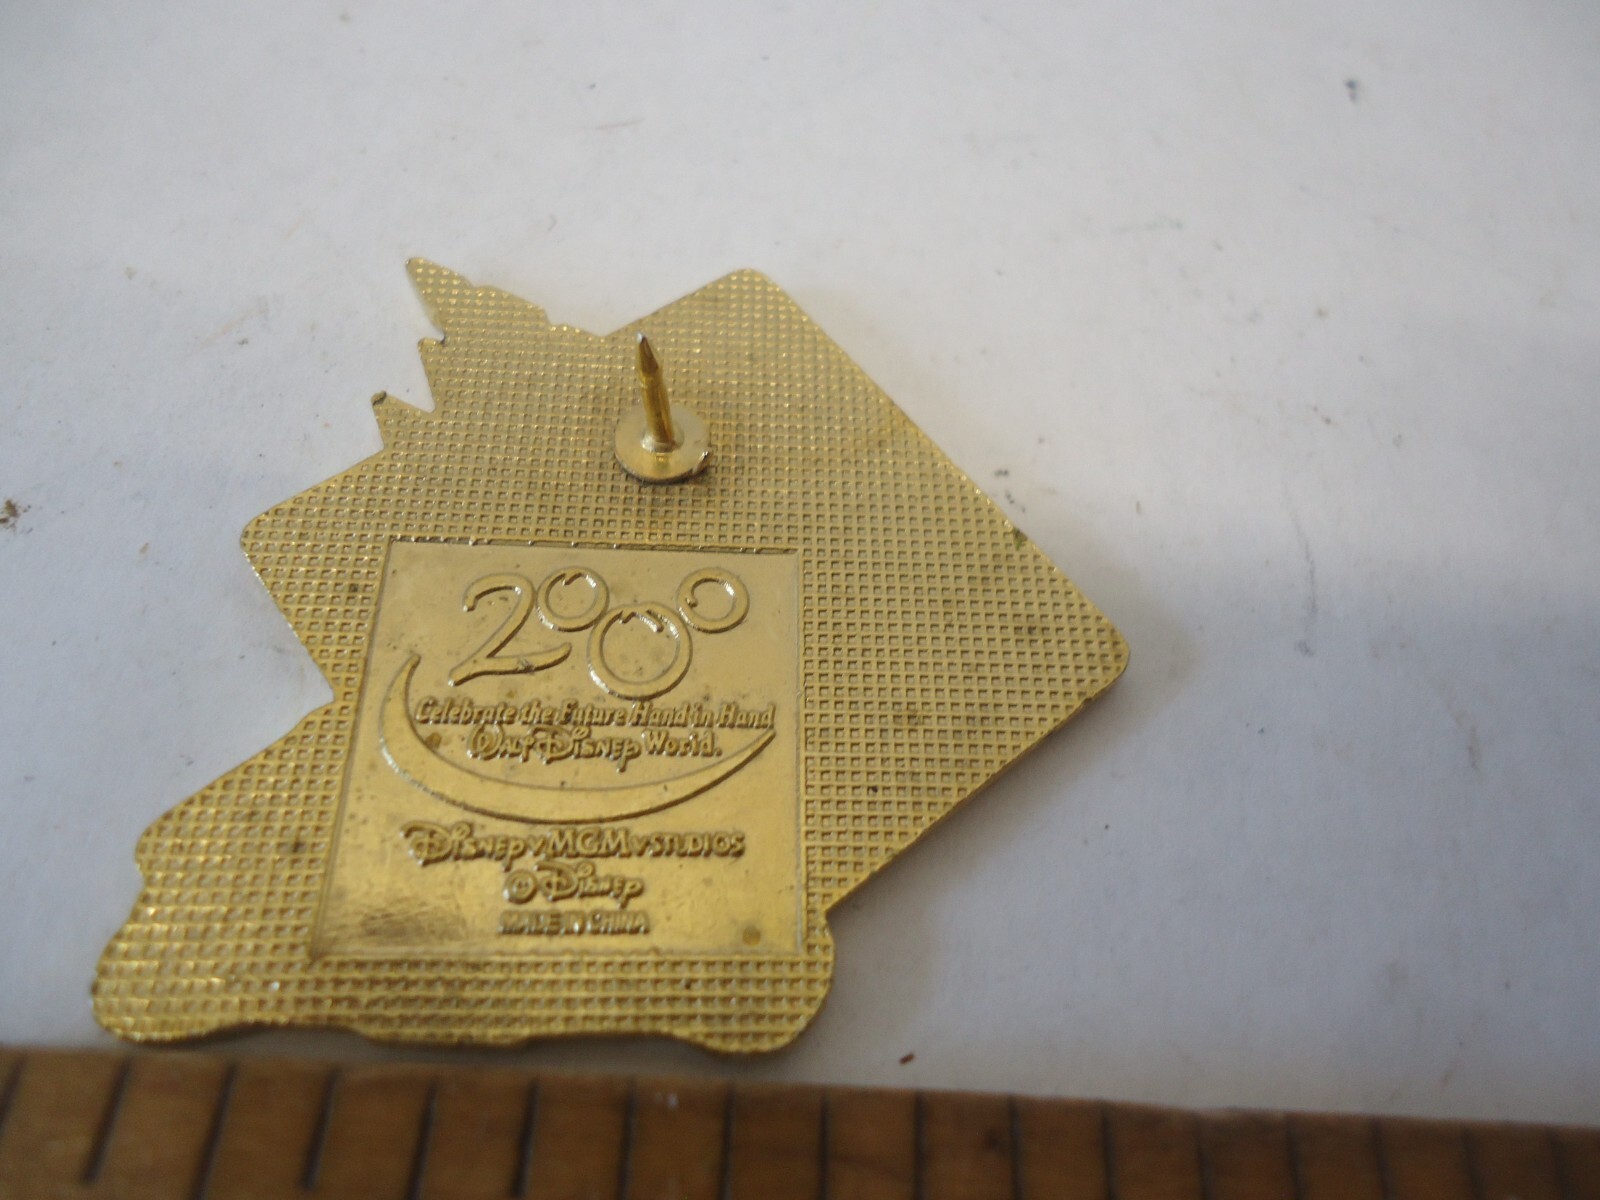 2000
Celebrate the Future Hand in Hand
Walt Disney World.
Disney MGM STUDIOS
© Disney
MADE IN CHINA